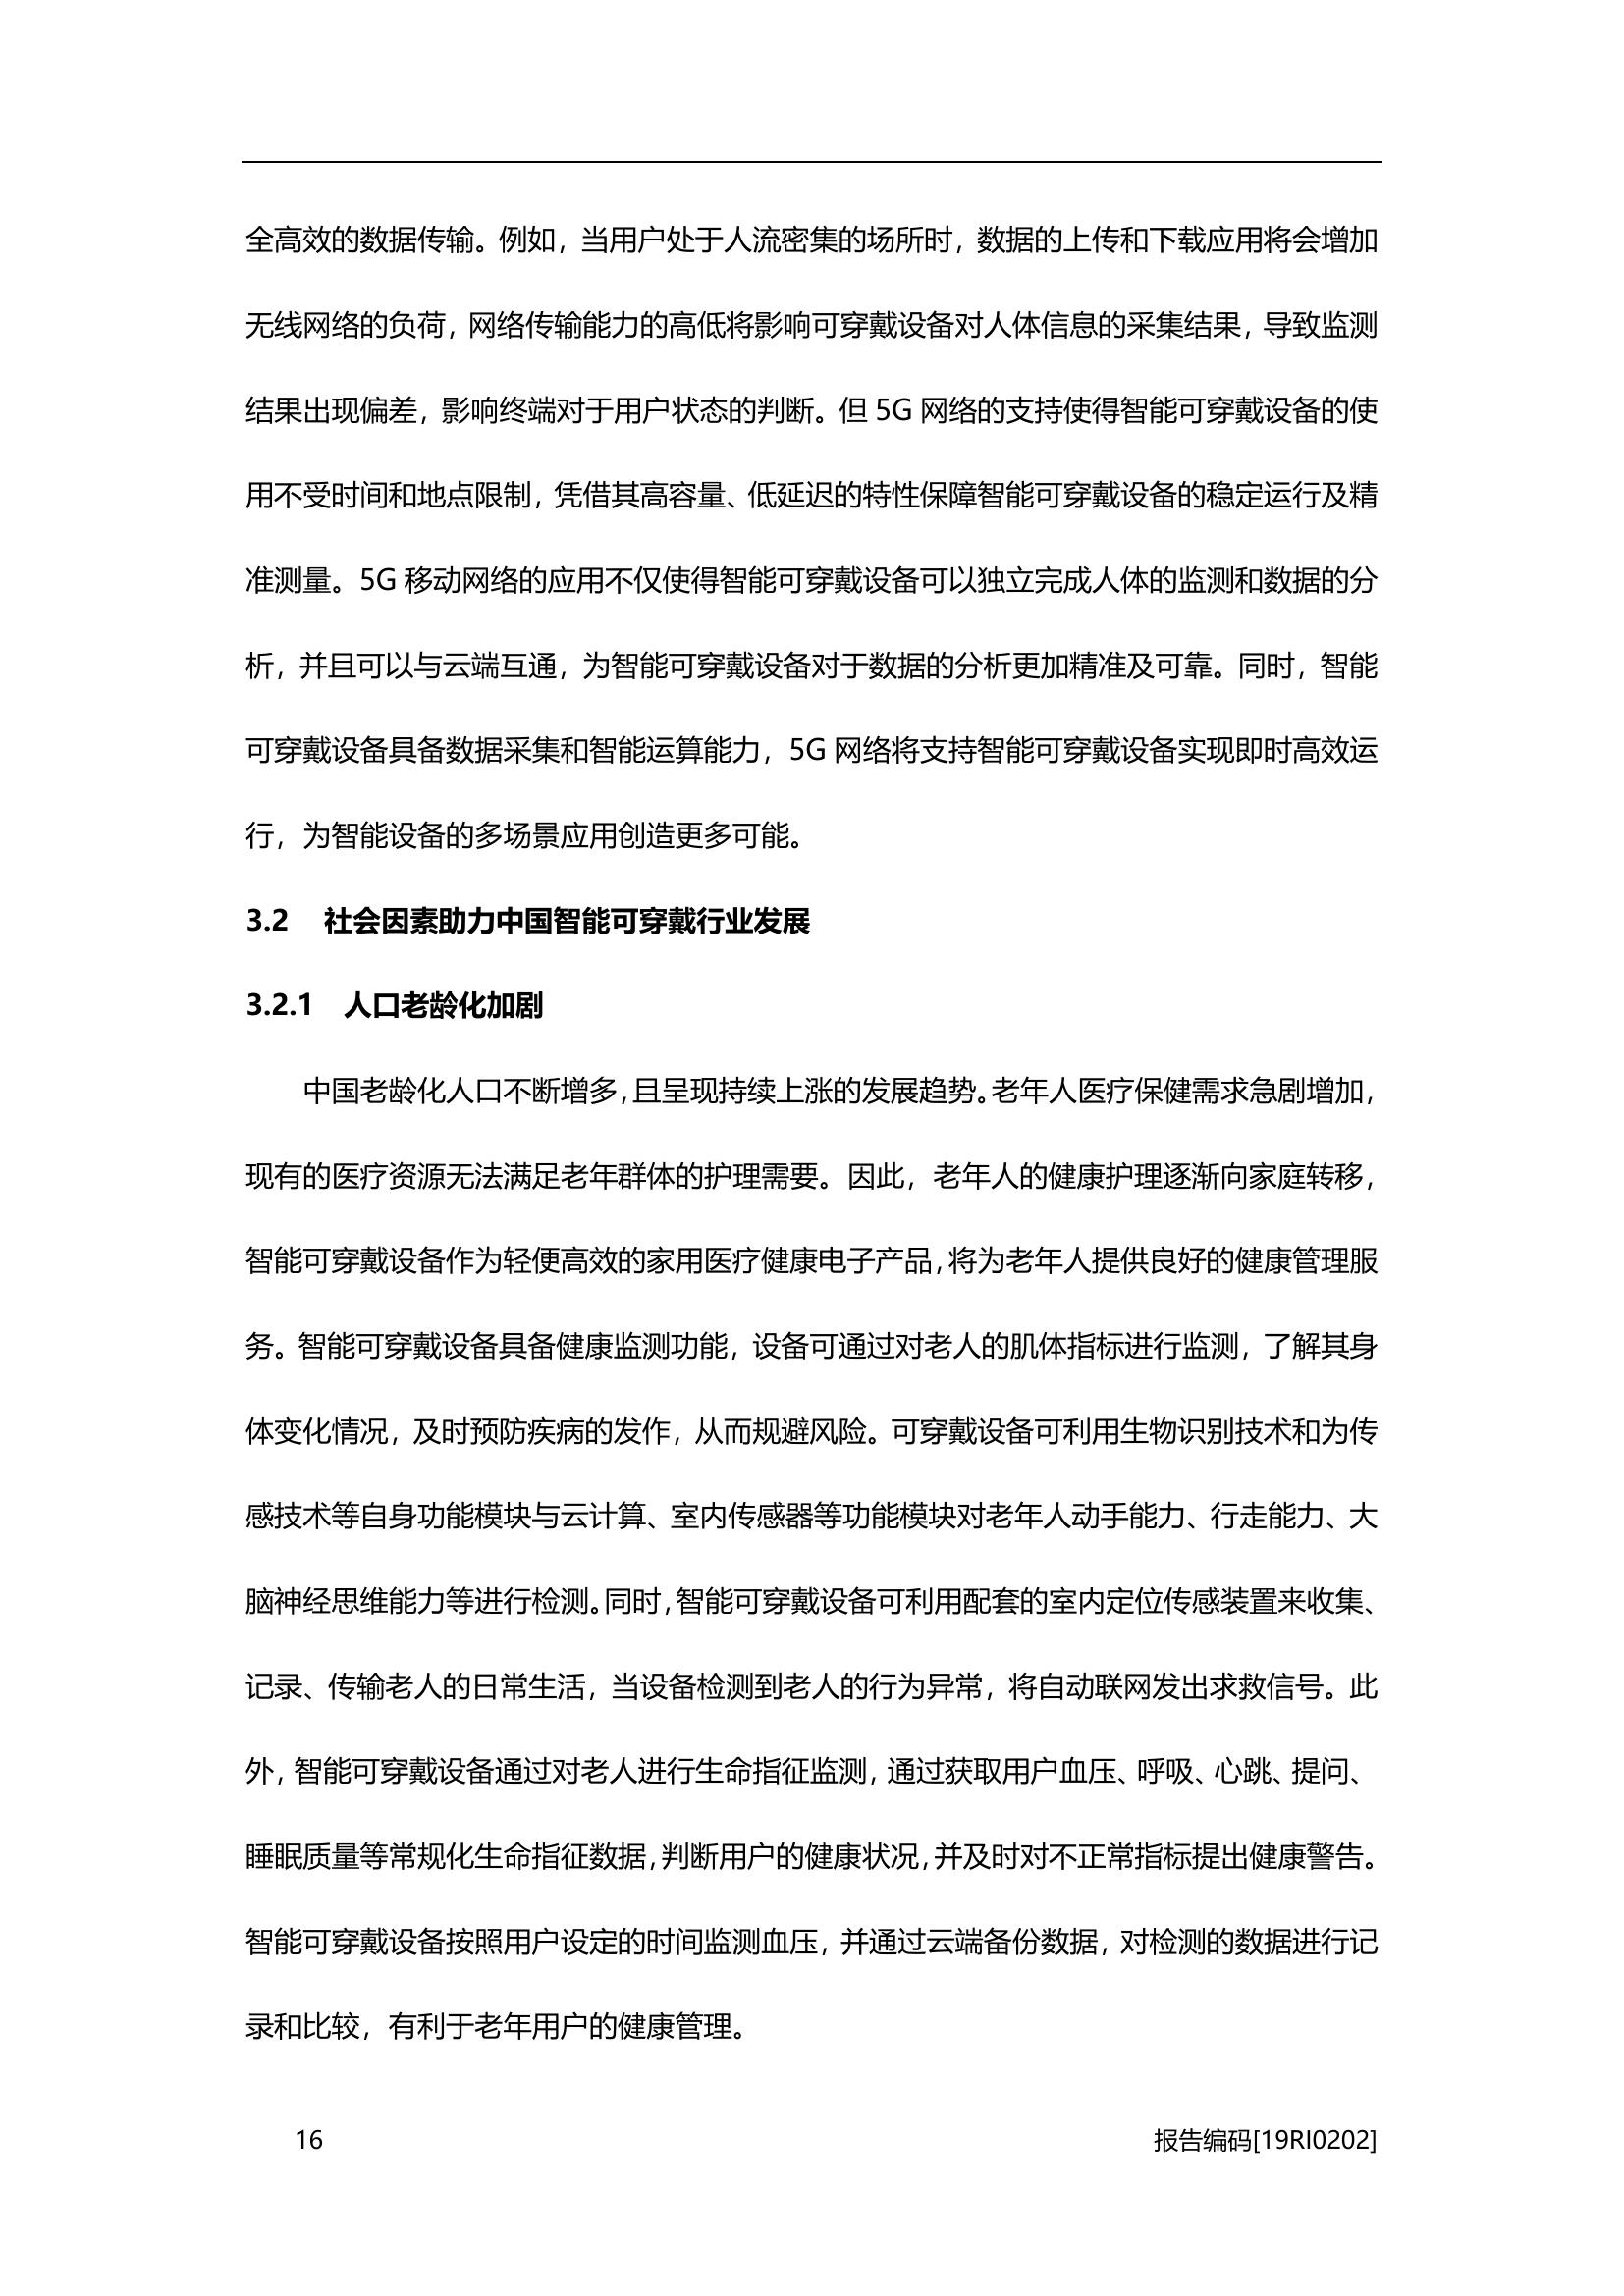 全高效的数据传输。例如，当用户处于人流密集的场所时，数据的上传和下载应用将会增加
无线网络的负荷，网络传输能力的高低将影响可穿戴设备对人体信息的采集结果，导致监测
结果出现偏差，影响终端对于用户状态的判断。但 5G 网络的支持使得智能可穿戴设备的使
用不受时间和地点限制，凭借其高容量、低延迟的特性保障智能可穿戴设备的稳定运行及精
准测量。5G 移动网络的应用不仅使得智能可穿戴设备可以独立完成人体的监测和数据的分
析，并且可以与云端互通，为智能可穿戴设备对于数据的分析更加精准及可靠。同时，智能
可穿戴设备具备数据采集和智能运算能力，5G 网络将支持智能可穿戴设备实现即时高效运
行，为智能设备的多场景应用创造更多可能。
3.2 社会因素助力中国智能可穿戴行业发展
3.2.1 人口老龄化加剧
中国老龄化人口不断增多，且呈现持续上涨的发展趋势。老年人医疗保健需求急剧增加，
现有的医疗资源无法满足老年群体的护理需要。因此，老年人的健康护理逐渐向家庭转移，
智能可穿戴设备作为轻便高效的家用医疗健康电子产品，将为老年人提供良好的健康管理服
务。智能可穿戴设备具备健康监测功能，设备可通过对老人的肌体指标进行监测，了解其身
体变化情况，及时预防疾病的发作，从而规避风险。可穿戴设备可利用生物识别技术和为传
感技术等自身功能模块与云计算、室内传感器等功能模块对老年人动手能力、行走能力、大
脑神经思维能力等进行检测。同时，智能可穿戴设备可利用配套的室内定位传感装置来收集、
记录、传输老人的日常生活，当设备检测到老人的行为异常，将自动联网发出求救信号。此
外，智能可穿戴设备通过对老人进行生命指征监测，通过获取用户血压、呼吸、心跳、提问、
睡眠质量等常规化生命指征数据，判断用户的健康状况，并及时对不正常指标提出健康警告。
智能可穿戴设备按照用户设定的时间监测血压，并通过云端备份数据，对检测的数据进行记
录和比较，有利于老年用户的健康管理。
16 报告编码[19RI0202]